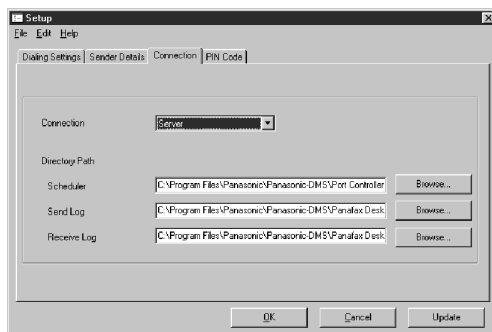 Setup
File Edit Help
Dialing Settings Sender Details Connection PIN Code
Connection Server
Directory Path
Scheduler C:\Program Files\Panasonic\Panasonic-DMS\Port Controller Browse...
Send Log C:\Program Files\Panasonic\Panasonic-DMS\Panafax Desk Browse...
Receive Log C:\Program Files\Panasonic\Panasonic-DMS\Panafax Desk Browse...
OK Cancel Update